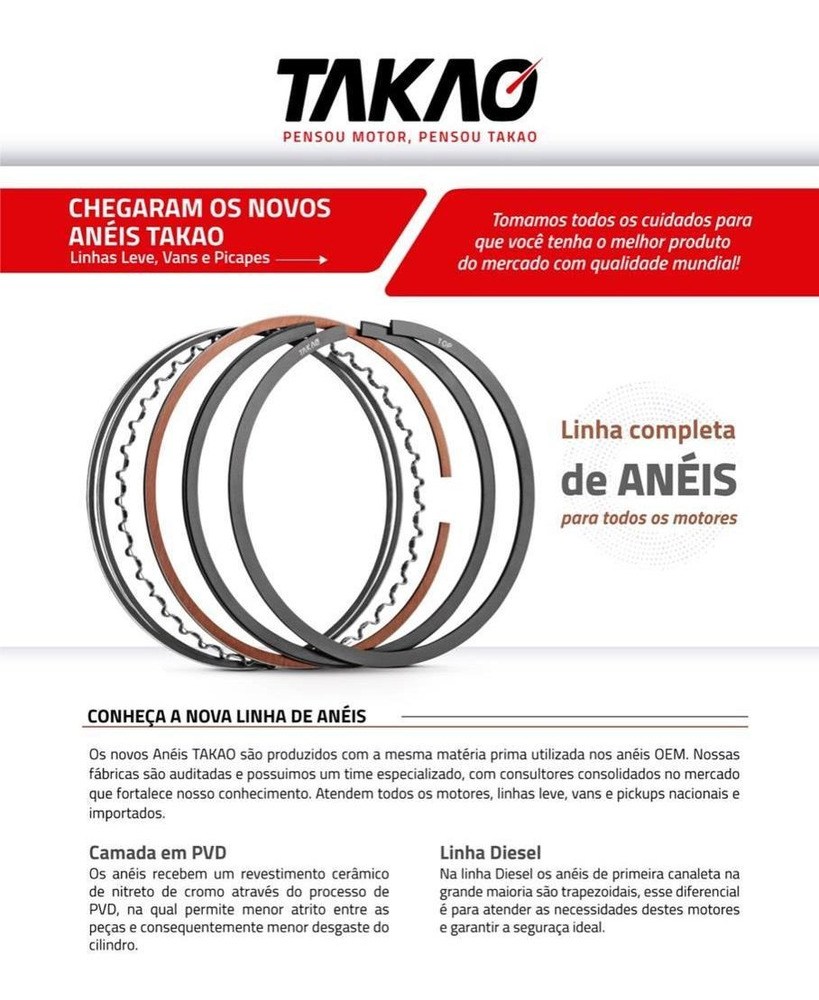 TAKAO
PENSOU MOTOR, PENSOU TAKAO
CHEGARAM OS NOVOS
ANÉIS TAKAO
Linhas Leve, Vans e Picapes
Tomamos todos os cuidados para
que você tenha o melhor produto
do mercado com qualidade mundial!
TAKAO
TOP
Linha completa
de ANÉIS
para todos os motores
CONHEÇA A NOVA LINHA DE ANÉIS
Os novos Anéis TAKAO são produzidos com a mesma matéria prima utilizada nos anéis OEM. Nossas
fábricas são auditadas e possuimos um time especializado, com consultores consolidados no mercado
que fortalece nosso conhecimento. Atendem todos os motores, linhas leve, vans e pickups nacionais e
importados.
Camada em PVD
Os anéis recebem um revestimento cerâmico
de nitreto de cromo através do processo de
PVD, na qual permite menor atrito entre as
peças e consequentemente menor desgaste do
cilindro.
Linha Diesel
Na linha Diesel os anéis de primeira canaleta na
grande maioria são trapezoidais, esse diferencial
é para atender as necessidades destes motores
e garantir a seguraça ideal.